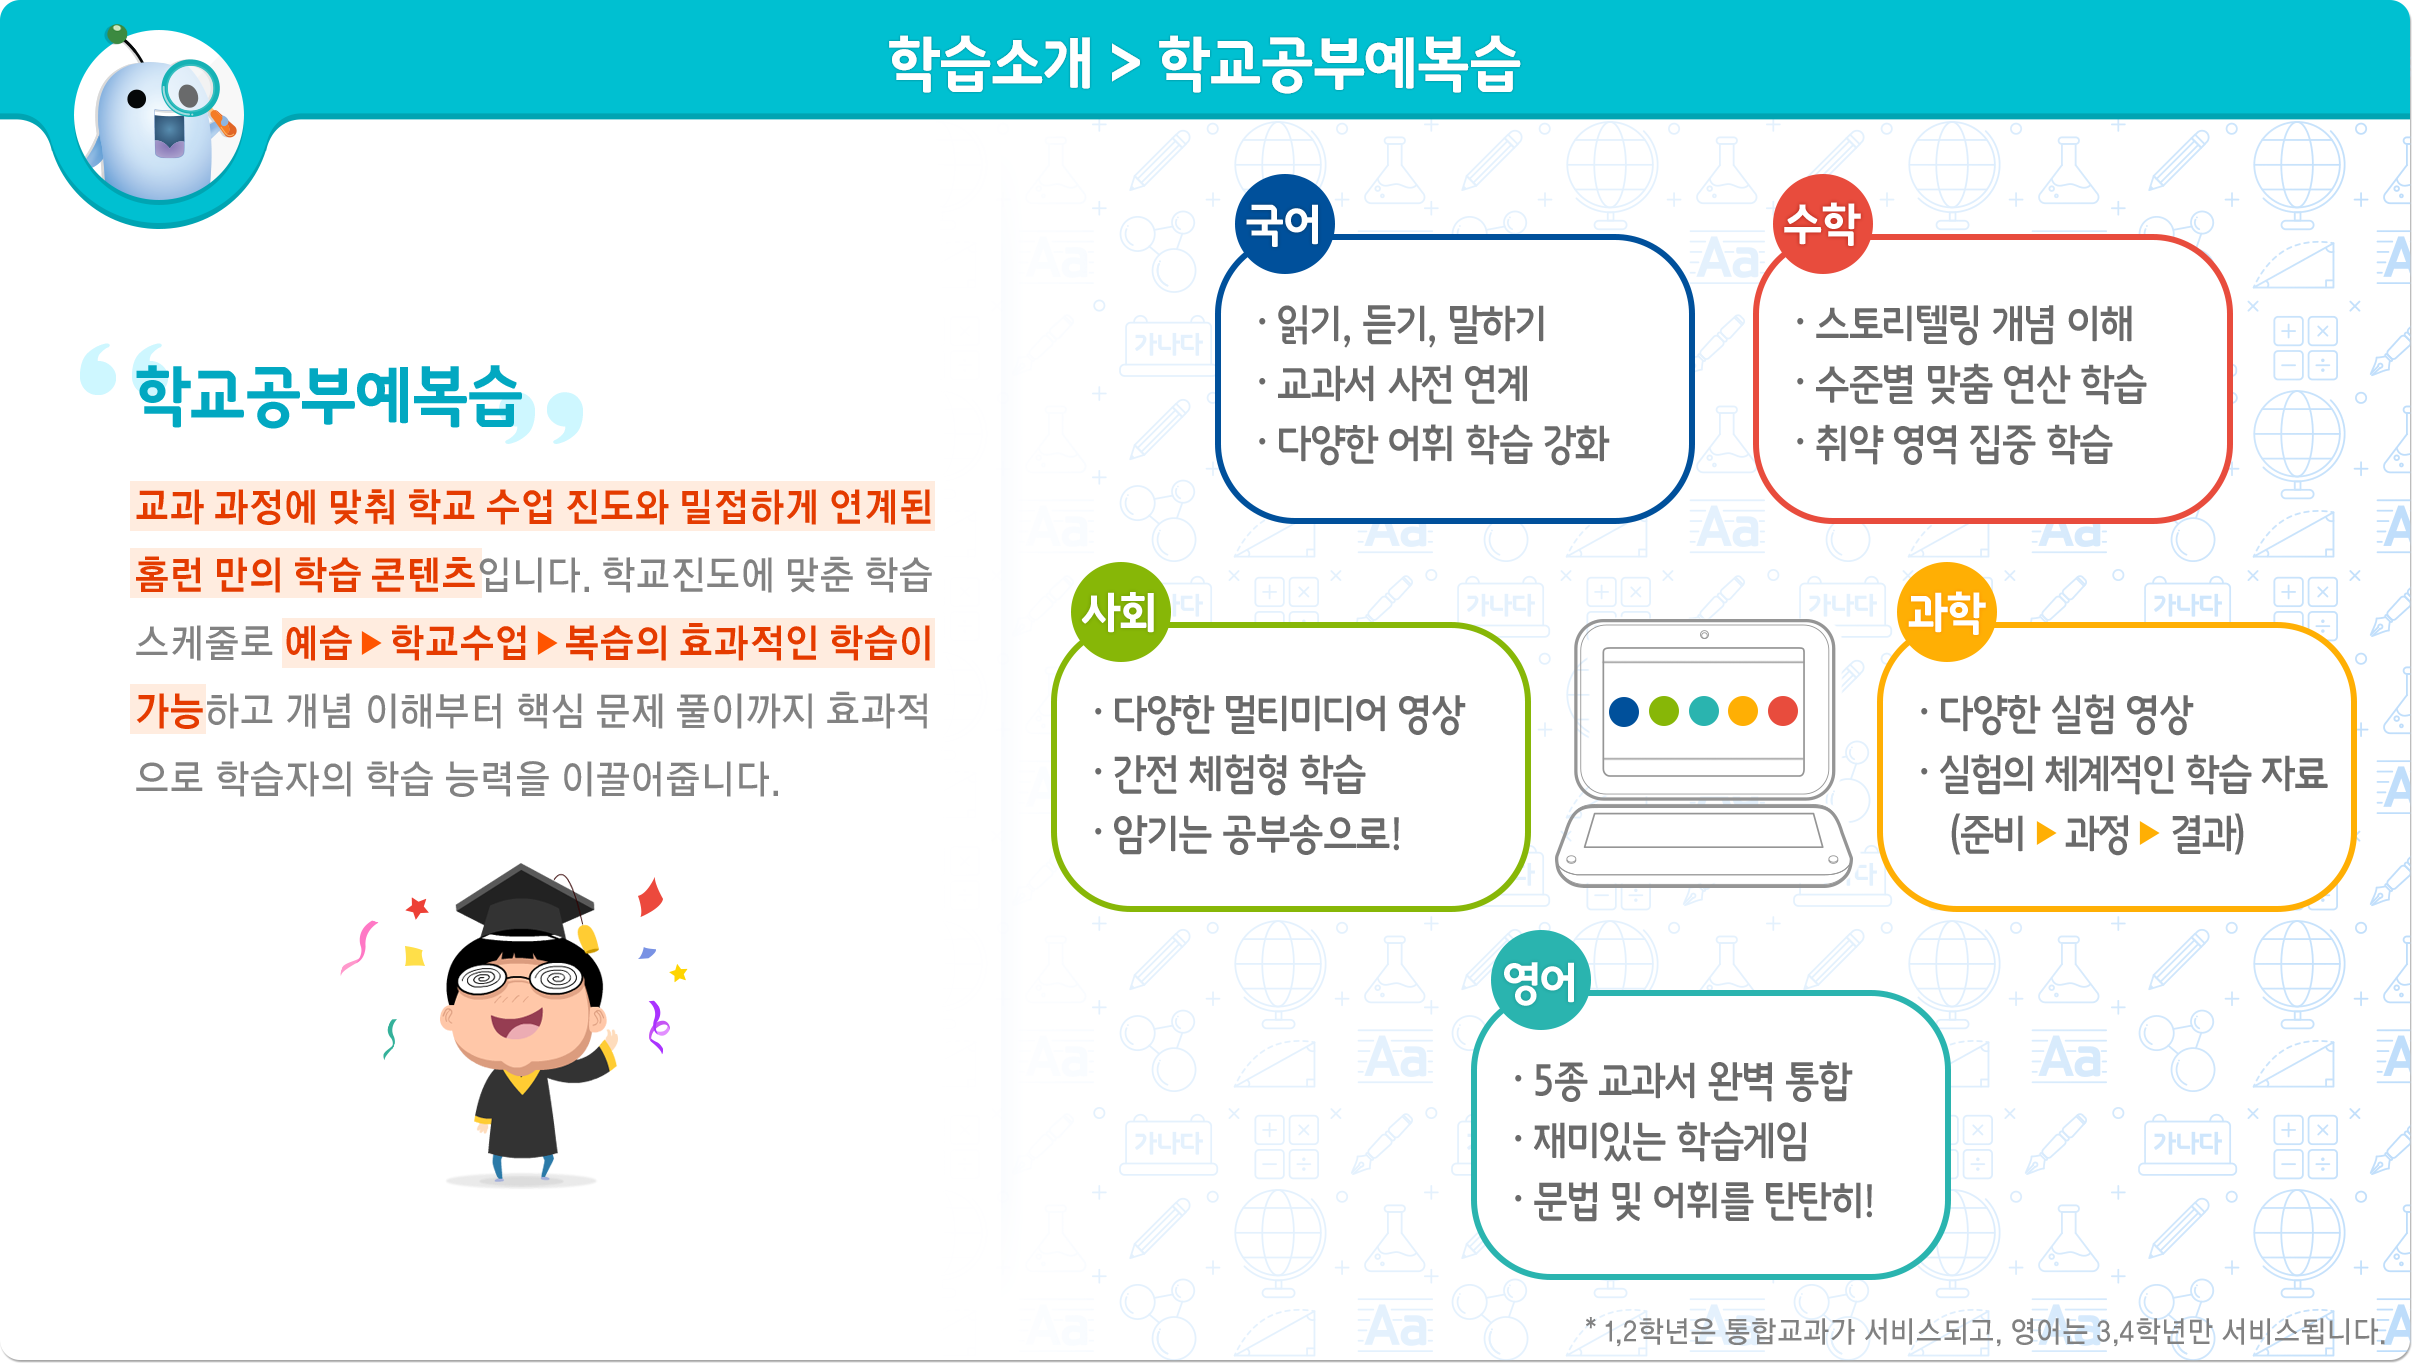 학습소개 > 학교공부예복습
“학교공부예복습”
교과 과정에 맞춰 학교 수업 진도와 밀접하게 연계된
홈런 만의 학습 콘텐츠입니다. 학교진도에 맞춘 학습
스케줄로 예습▶학교수업▶복습의 효과적인 학습이
가능하고 개념 이해부터 핵심 문제 풀이까지 효과적
으로 학습자의 학습 능력을 이끌어줍니다.
국어
· 읽기, 듣기, 말하기
· 교과서 사전 연계
· 다양한 어휘 학습 강화
수학
· 스토리텔링 개념 이해
· 수준별 맞춤 연산 학습
· 취약 영역 집중 학습
사회
· 다양한 멀티미디어 영상
· 간전 체험형 학습
· 암기는 공부송으로!
과학
· 다양한 실험 영상
· 실험의 체계적인 학습 자료
(준비 ▶ 과정 ▶ 결과)
영어
· 5종 교과서 완벽 통합
· 재미있는 학습게임
· 문법 및 어휘를 탄탄히!
* 1,2학년은 통합교과가 서비스되고, 영어는 3,4학년만 서비스됩니다.